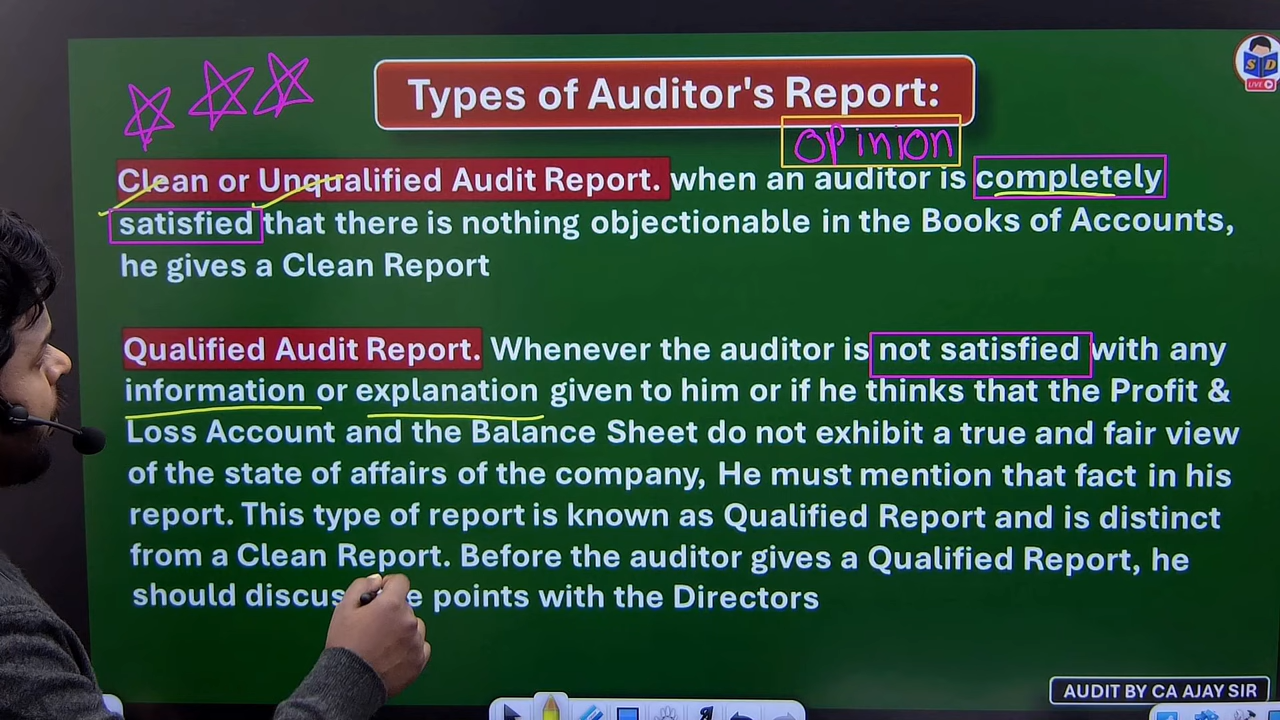 Types of Auditor's Report:
opinion
Clean or Unqualified Audit Report. when an auditor is completely
satisfied that there is nothing objectionable in the Books of Accounts,
he gives a Clean Report
Qualified Audit Report. Whenever the auditor is not satisfied with any
information or explanation given to him or if he thinks that the Profit &
Loss Account and the Balance Sheet do not exhibit a true and fair view
of the state of affairs of the company, He must mention that fact in his
report. This type of report is known as Qualified Report and is distinct
from a Clean Report. Before the auditor gives a Qualified Report, he
should points with the Directors
AUDIT BY CA AJAY SIR
S D
LIVE